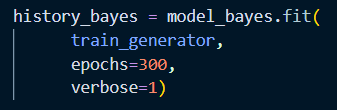 history_bayes = model_bayes.fit(
train_generator,
epochs=300,
verbose=1)